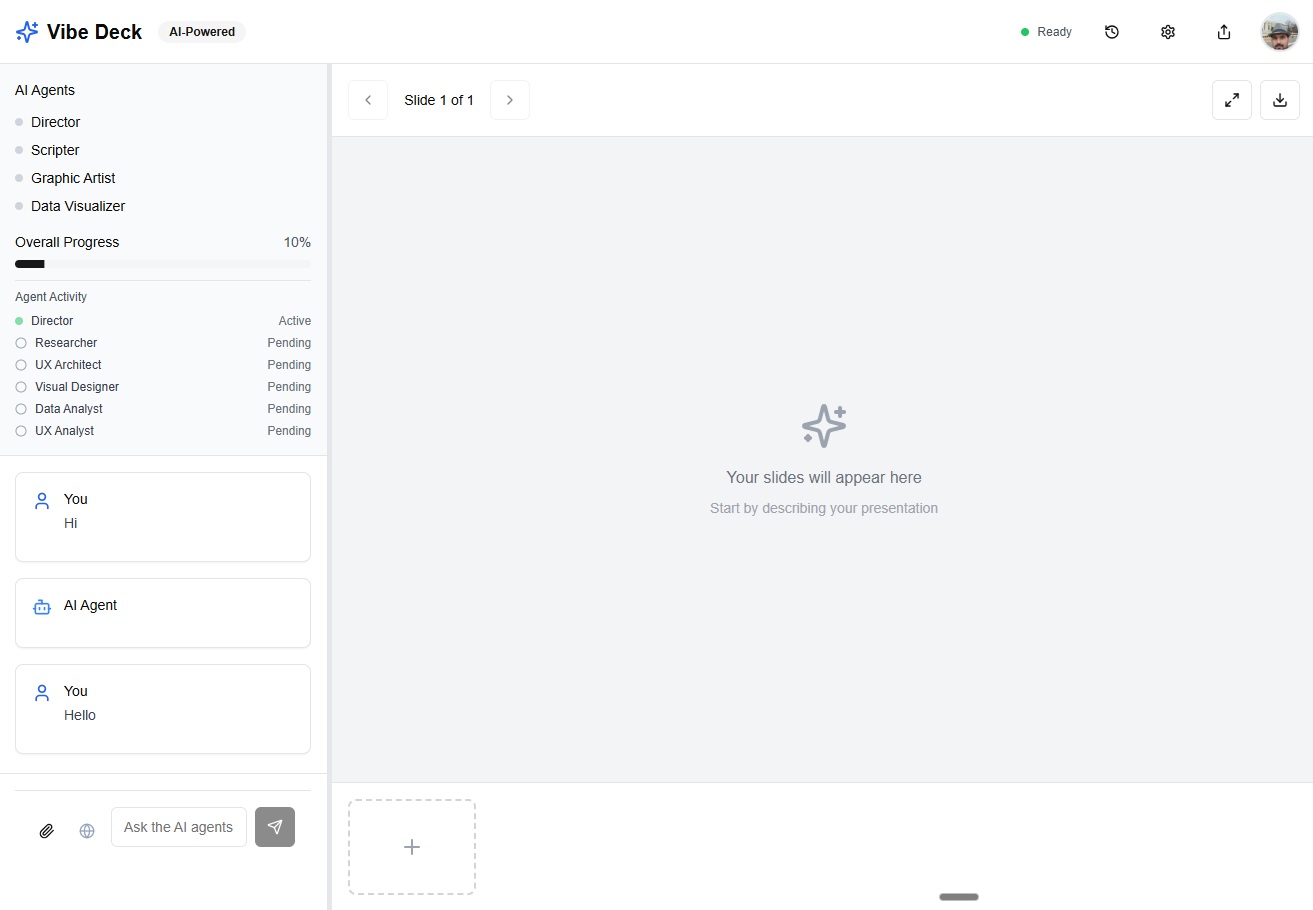 Vibe Deck
AI-Powered
Ready
AI Agents
Director
Scripter
Graphic Artist
Data Visualizer
Overall Progress 10%
Agent Activity
Director Active
Researcher Pending
UX Architect Pending
Visual Designer Pending
Data Analyst Pending
UX Analyst Pending
You
Hi
AI Agent
You
Hello
Ask the AI agents
Slide 1 of 1
Your slides will appear here
Start by describing your presentation